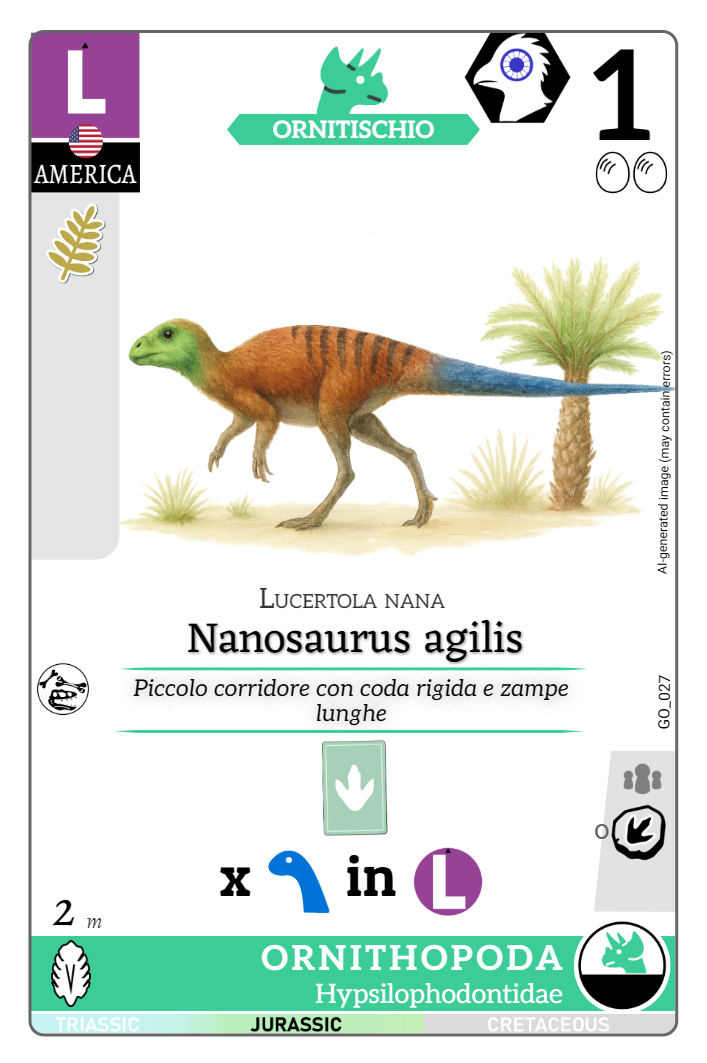 L
AMERICA
ORNITISCHIO
1
AI-generated image (may contain errors)
LUCERTOLA NANA
Nanosaurus agilis
Piccolo corridore con coda rigida e zampe
lunghe
GO_027
o
x in L
2 m
ORNITHOPODA
Hypsilophodontidae
TRIASSIC JURASSIC CRETACEOUS